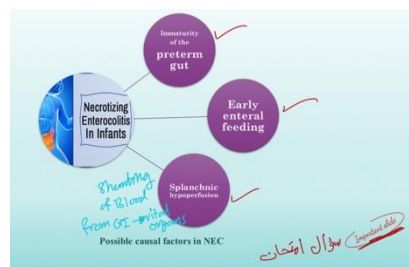 Immaturity
of the
preterm
gut
Necrotizing
Enterocolitis
In Infants
Early
enteral
feeding
Splanchnic
hypoperfusion
shunting
of Blood
from GI → vital
organs
Possible causal factors in NEC
سؤال امتحان
Important slide